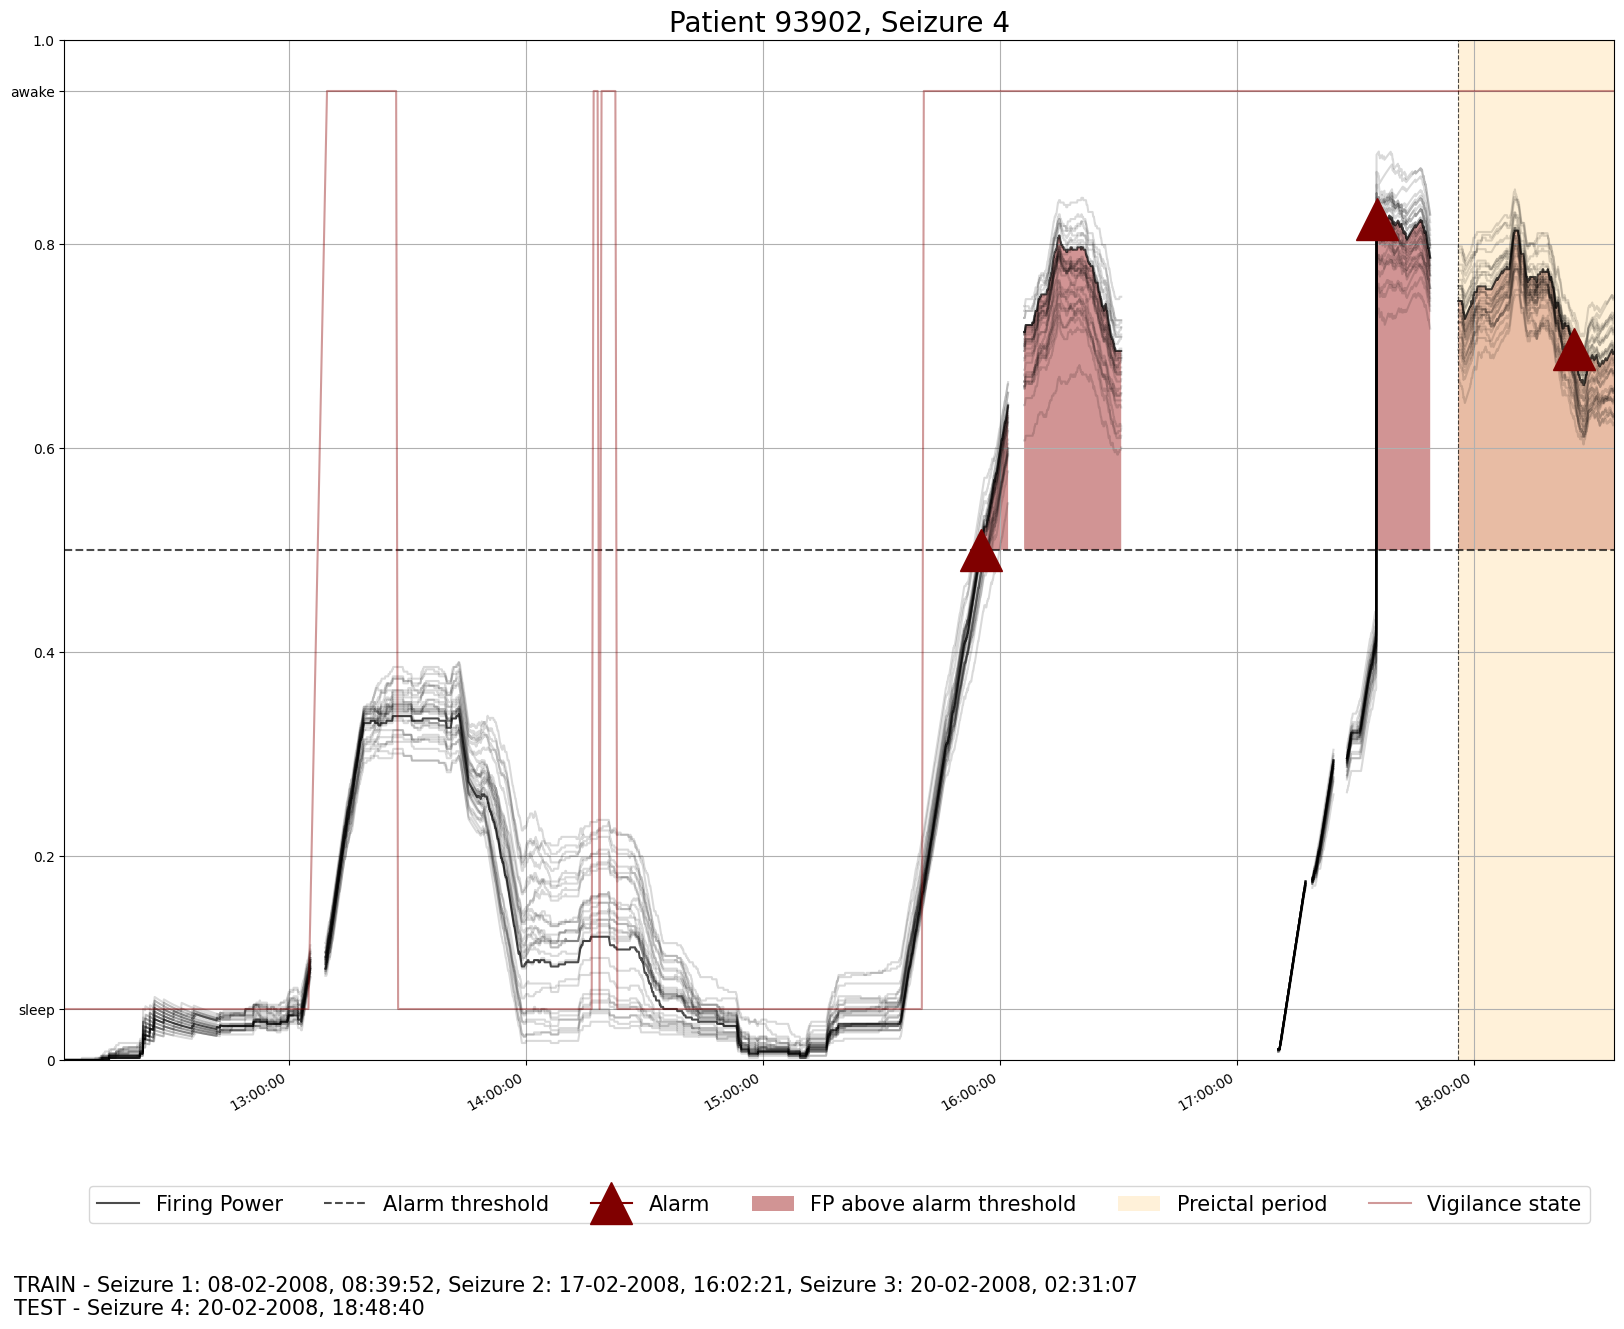 Patient 93902, Seizure 4
1.0
awake
0.8
0.6
0.4
0.2
sleep
0
13:00:00
14:00:00
15:00:00
16:00:00
17:00:00
18:00:00
Firing Power
Alarm threshold
Alarm
FP above alarm threshold
Preictal period
Vigilance state
TRAIN - Seizure 1: 08-02-2008, 08:39:52, Seizure 2: 17-02-2008, 16:02:21, Seizure 3: 20-02-2008, 02:31:07
TEST - Seizure 4: 20-02-2008, 18:48:40